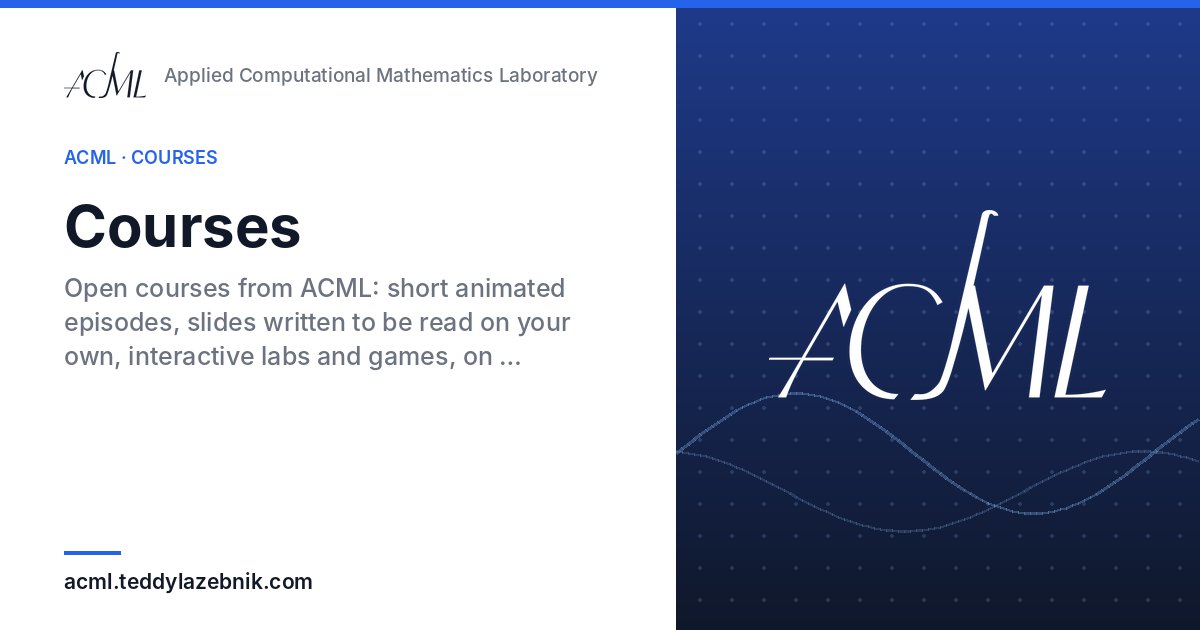 ACML Applied Computational Mathematics Laboratory
ACML · COURSES
Courses
Open courses from ACML: short animated
episodes, slides written to be read on your
own, interactive labs and games, on ...
acml.teddylazebnik.com
ACML